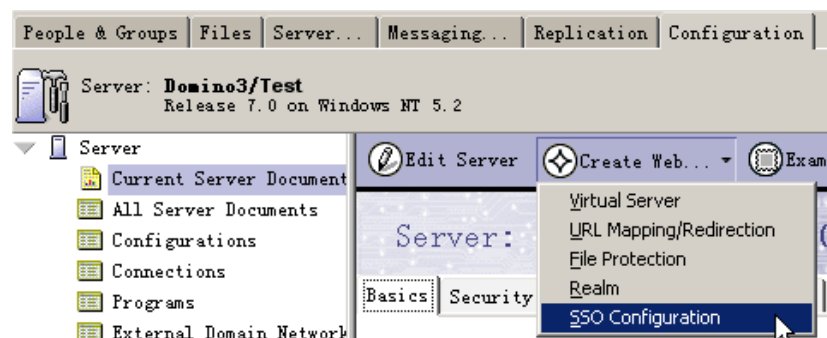 People & Groups Files Server... Messaging... Replication Configuration
Server: Domino3/Test
Release 7.0 on Windows NT 5.2
Server
Current Server Document
All Server Documents
Configurations
Connections
Programs
External Domain Network
Edit Server Create Web... Exam
Server:
Basics Security
Virtual Server
URL Mapping/Redirection
File Protection
Realm
SSO Configuration